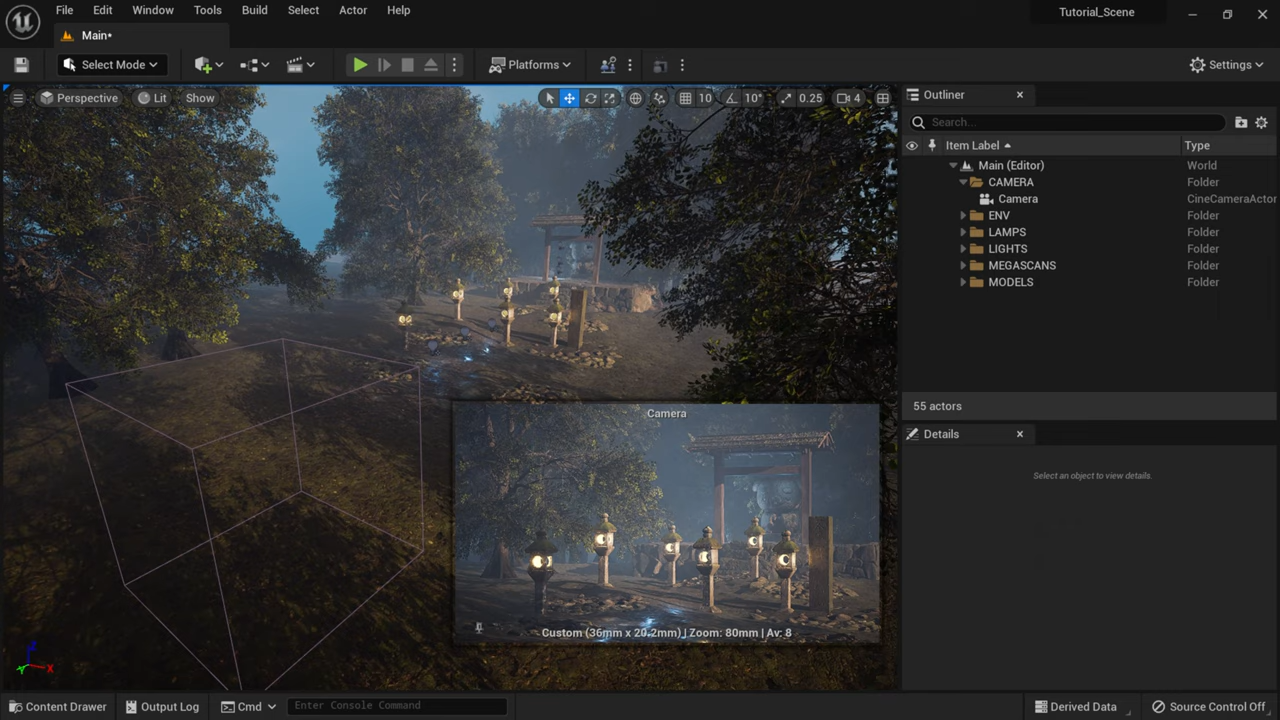 File Edit Window Tools Build Select Actor Help
Tutorial_Scene
Main*
Select Mode
Platforms
Settings
Perspective Lit Show
10 10° 0.25 4
Outliner
Search...
Item Label Type
Main (Editor) World
CAMERA Folder
Camera CineCameraActor
ENV Folder
LAMPS Folder
LIGHTS Folder
MEGASCANS Folder
MODELS Folder
55 actors
Details
Select an object to view details.
Camera
Custom (36mm x 20.2mm) | Zoom: 80mm | Av: 8
Z
Y
X
Content Drawer Output Log Cmd Enter Console Command Derived Data Source Control Off